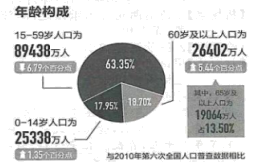 年龄构成
15-59岁人口为
89438万人
6.79个百分点
60岁及以上人口为
26402万人
5.44个百分点
63.35%
17.95%
18.70%
其中，65岁及
以上人口为
19064万人
占13.50%
0-14岁人口为
25338万人
1.35个百分点
与2010年第六次全国人口普查数据相比